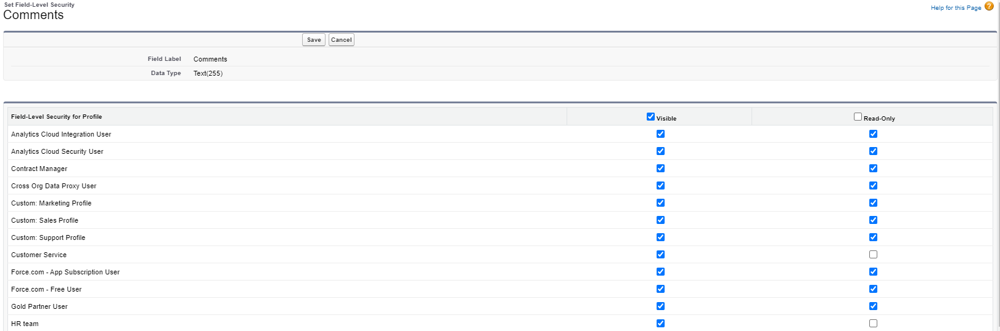 Set Field-Level Security
Comments
Help for this Page ?
Save Cancel
Field Label Comments
Data Type Text(255)
Field-Level Security for Profile Visible Read-Only
Analytics Cloud Integration User
Analytics Cloud Security User
Contract Manager
Cross Org Data Proxy User
Custom: Marketing Profile
Custom: Sales Profile
Custom: Support Profile
Customer Service
Force.com - App Subscription User
Force.com - Free User
Gold Partner User
HR team